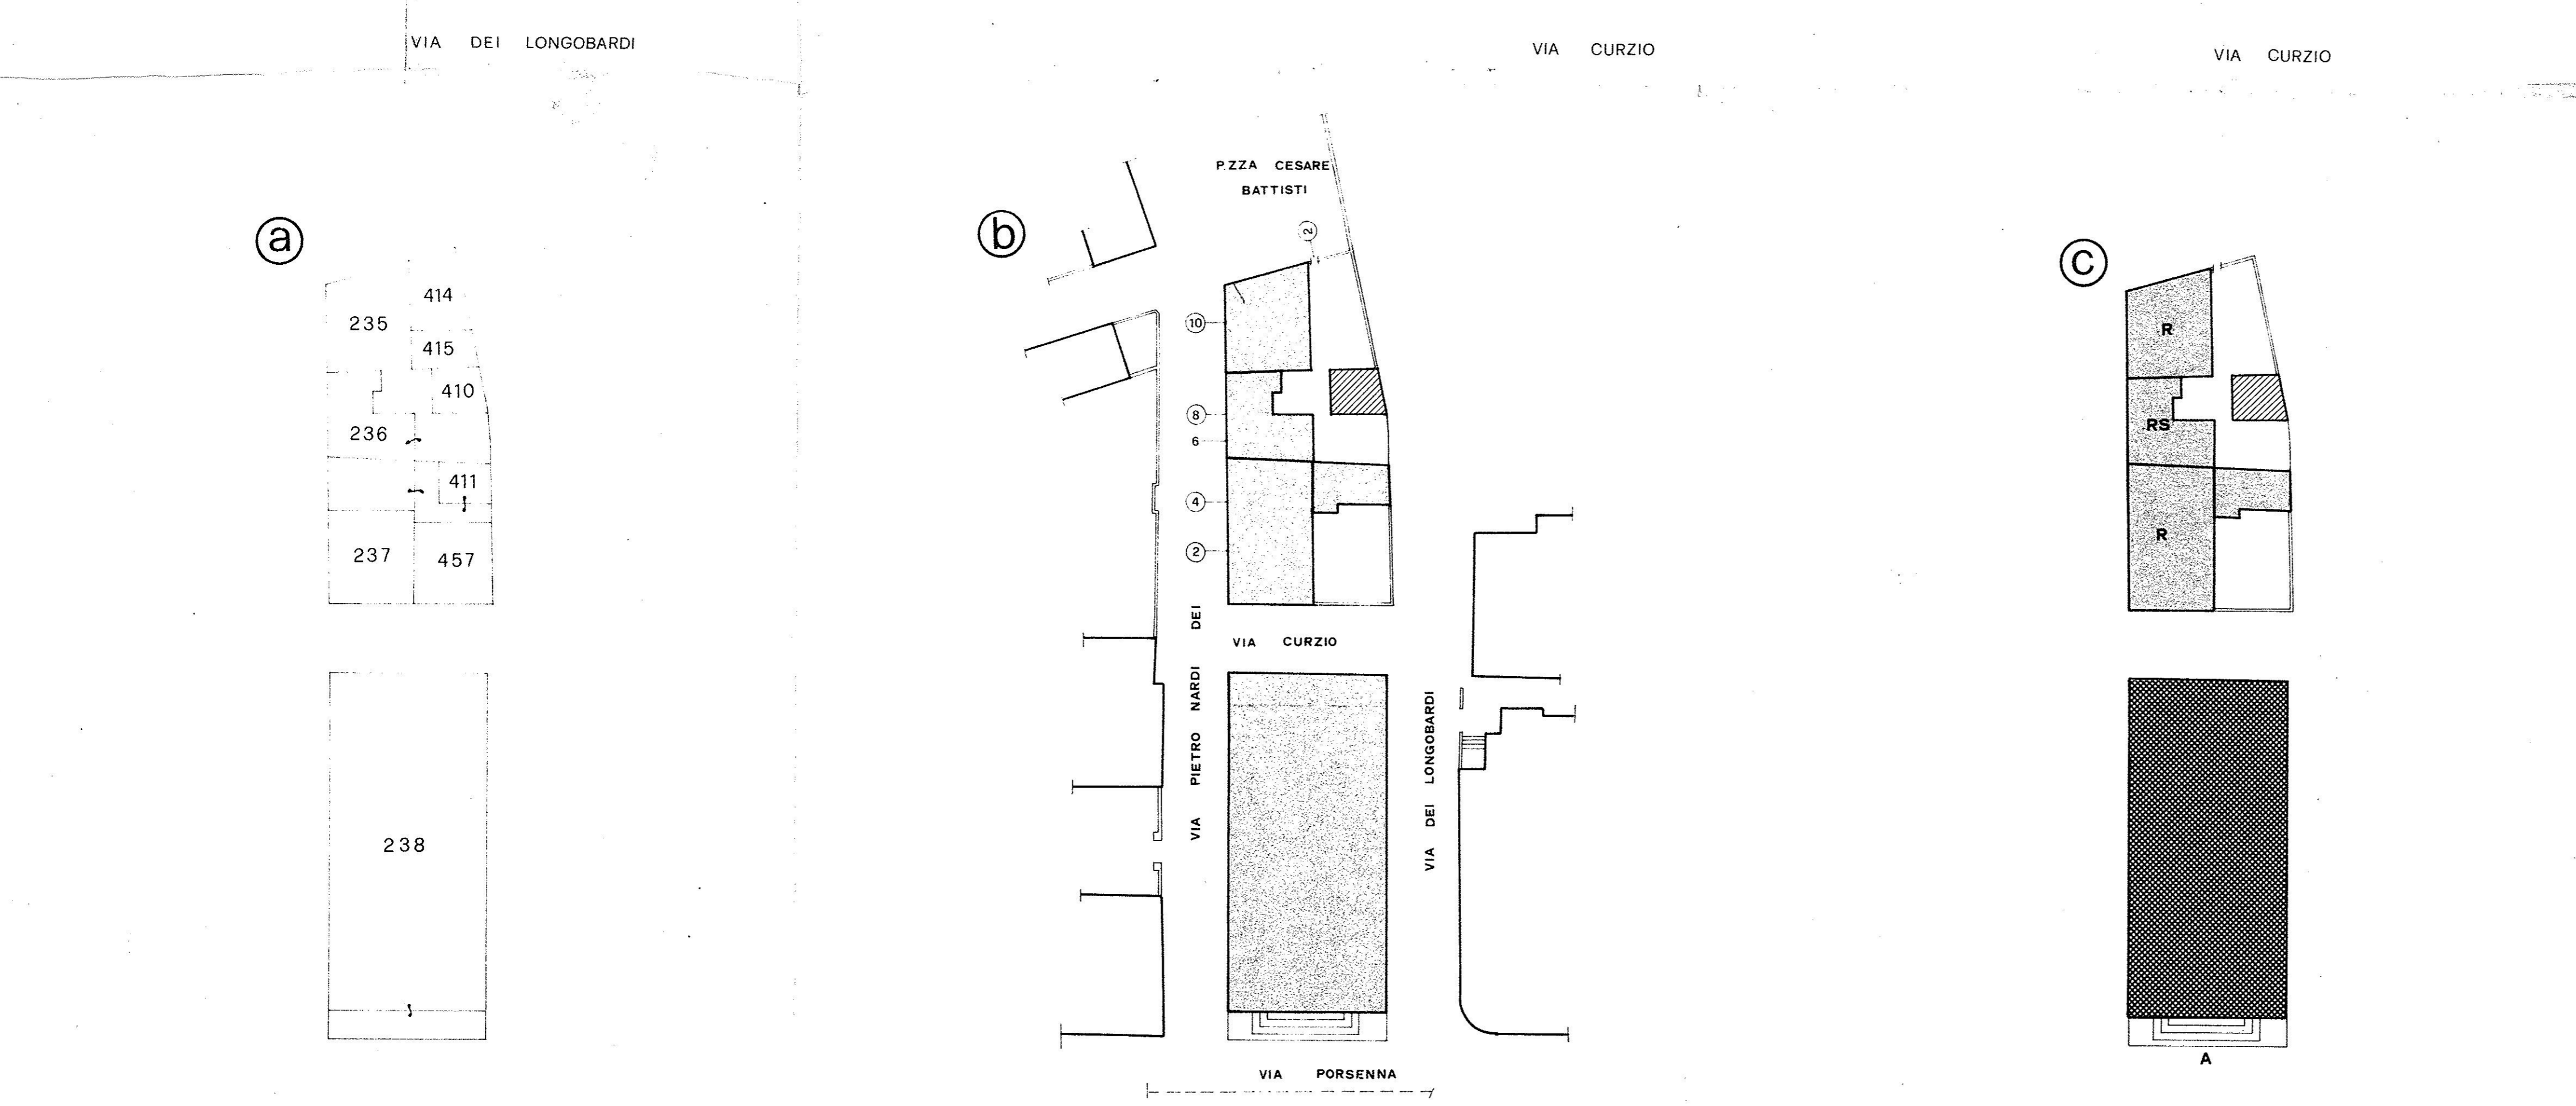 VIA DEI LONGOBARDI
VIA CURZIO
VIA CURZIO
a
235
414
415
410
236
411
237
457
238
b
P.ZZA CESARE
BATTISTI
2
10
8
6
4
2
VIA PIETRO NARDI DEI
VIA CURZIO
VIA DEI LONGOBARDI
VIA PORSENNA
c
R
RS
R
A